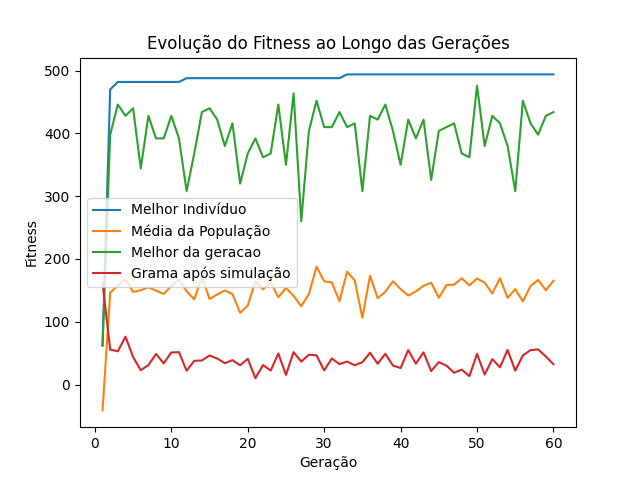 Evolução do Fitness ao Longo das Gerações
Fitness
500
400
300
200
100
0
Melhor Indivíduo
Média da População
Melhor da geracao
Grama após simulação
0 10 20 30 40 50 60
Geração